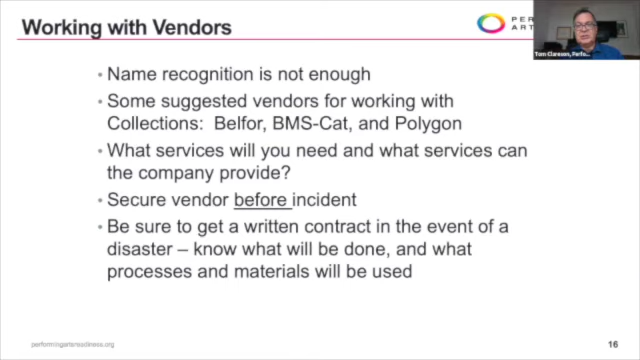 Working with Vendors
PER
ART
Tom Clareson, Perfo...
• Name recognition is not enough
• Some suggested vendors for working with
Collections: Belfor, BMS-Cat, and Polygon
• What services will you need and what services can
the company provide?
• Secure vendor before incident
• Be sure to get a written contract in the event of a
disaster – know what will be done, and what
processes and materials will be used
performingartsreadiness.org
16